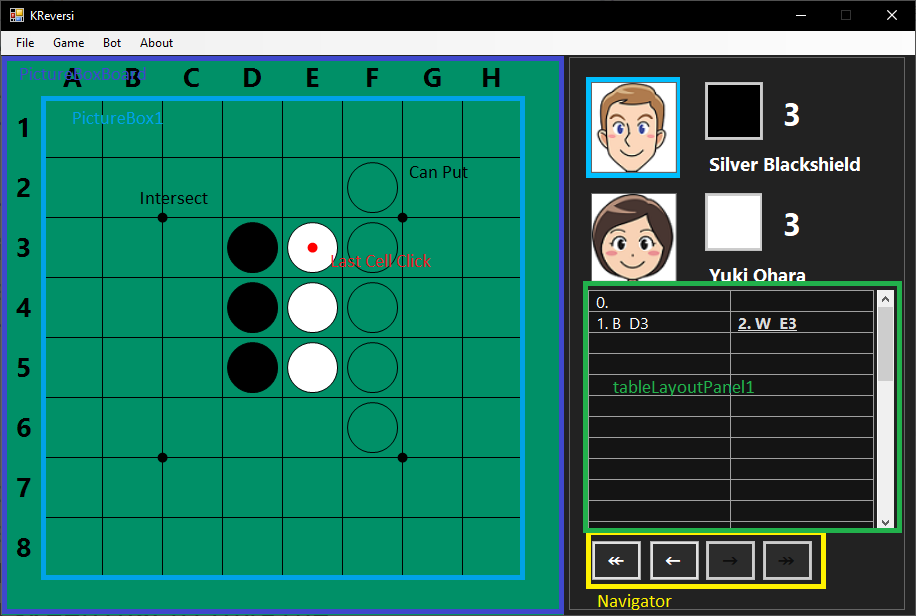 KReversi
File Game Bot About
PictureBoxBoard
A B C D E F G H
PictureBox1
1
3
Silver Blackshield
2
Can Put
Intersect
3
3
Last Cell Click
Yuki Ohara
0.
4
1. B D3 2. W E3
5
tableLayoutPanel1
6
7
8
Navigator